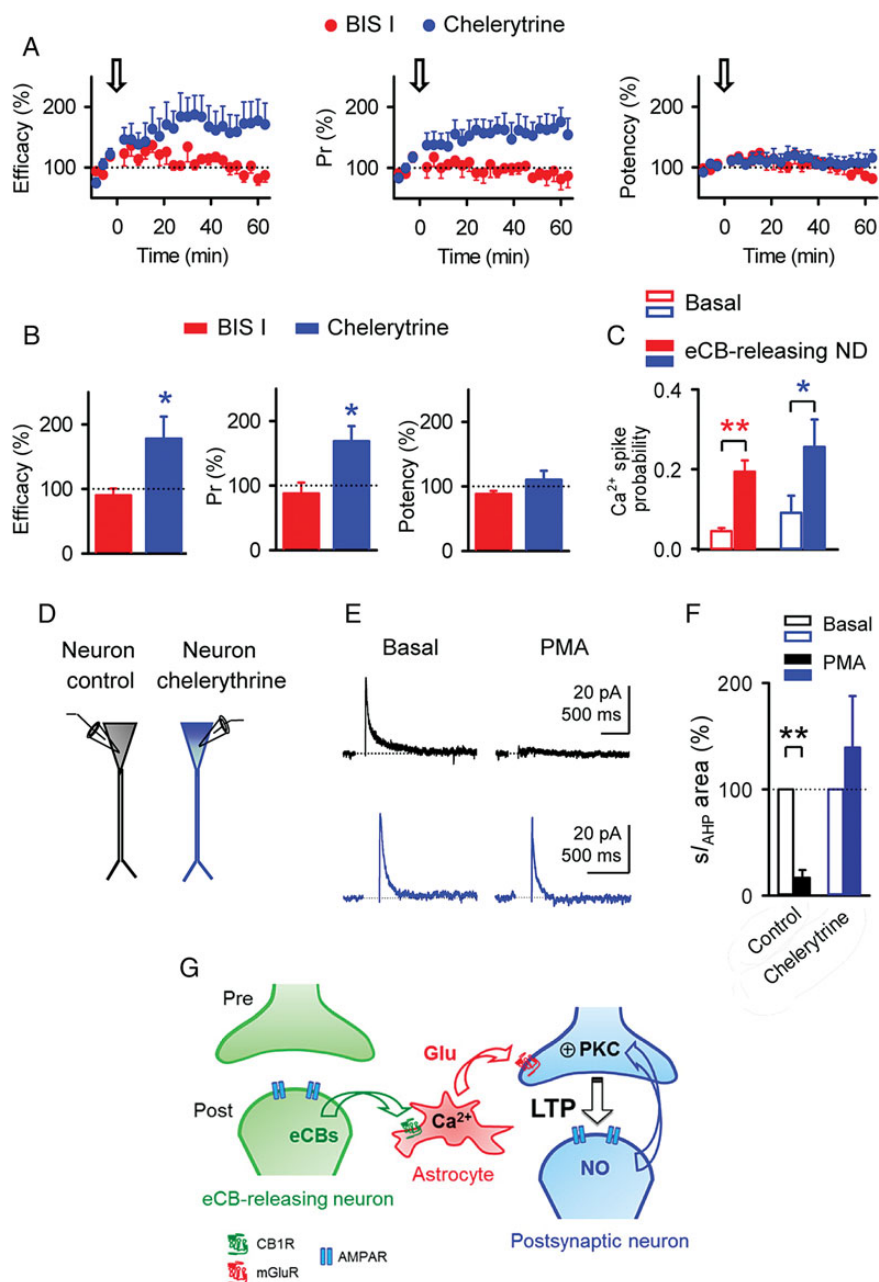 BIS I Chelerytrine
A
Efficacy (%)
200
100
0 20 40 60
Time (min)
Pr (%)
200
100
0 20 40 60
Time (min)
Potenccy (%)
200
100
0 20 40 60
Time (min)
B
BIS I Chelerytrine
Efficacy (%)
200
100
0
*
Pr (%)
200
100
0
*
Potency (%)
200
100
0
Basal
eCB-releasing ND
C
Ca²⁺ spike
probability
0.4
0.2
0.0
**
*
D
Neuron
control
Neuron
chelerythrine
E
Basal PMA
20 pA
500 ms
20 pA
500 ms
F
Basal
PMA
sI_AHP area (%)
200
100
0
**
Control
Chelerytrine
G
Pre
Post
eCBs
eCB-releasing neuron
Glu
Ca²⁺
Astrocyte
⊕ PKC
LTP
NO
Postsynaptic neuron
CB1R
mGluR
AMPAR